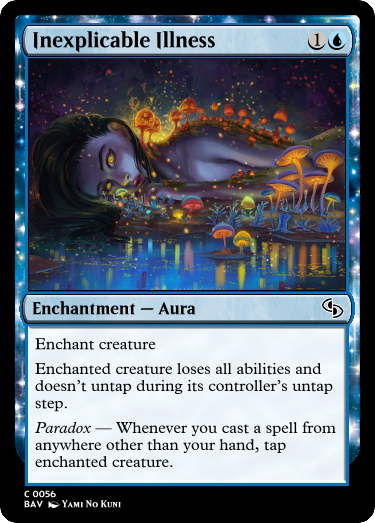 Inexplicable Illness 1
Enchantment — Aura
Enchant creature
Enchanted creature loses all abilities and
doesn't untap during its controller's untap
step.
Paradox — Whenever you cast a spell from
anywhere other than your hand, tap
enchanted creature.
C 0056
BAV Yami No Kuni